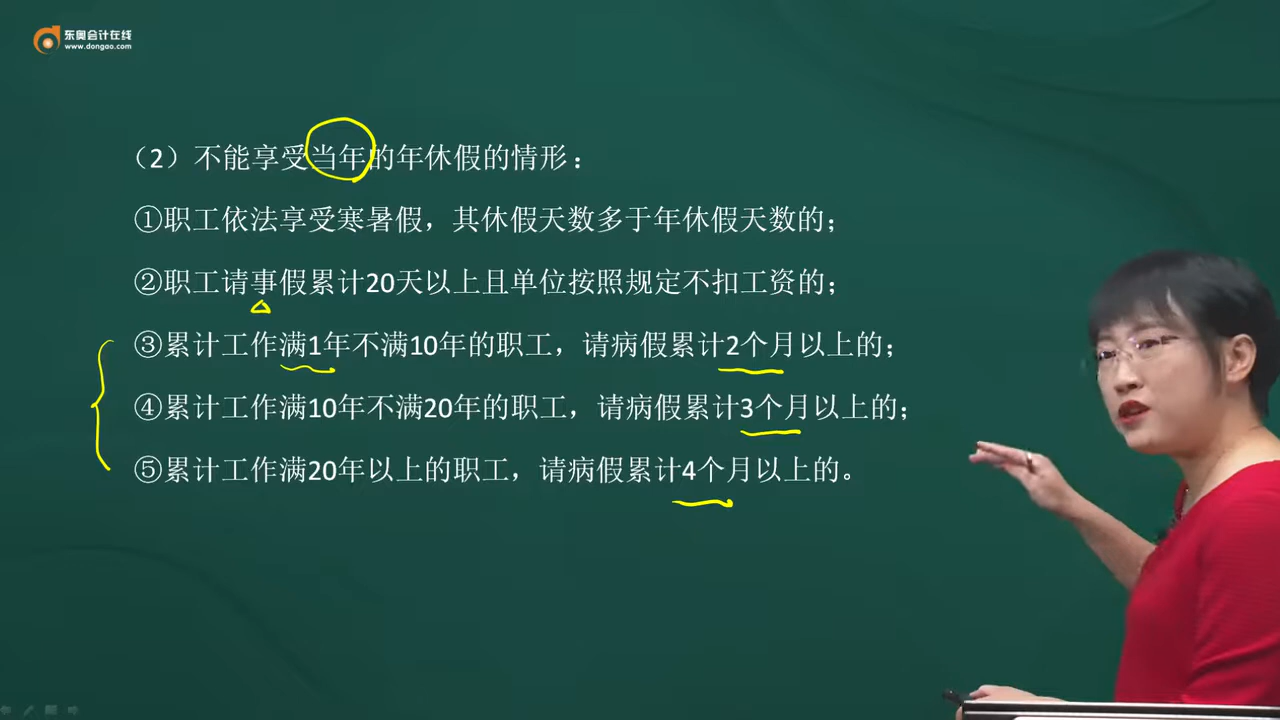 东奥会计在线
www.dongao.com
（2）不能享受当年的年休假的情形：
①职工依法享受寒暑假，其休假天数多于年休假天数的；
②职工请事假累计20天以上且单位按照规定不扣工资的；
③累计工作满1年不满10年的职工，请病假累计2个月以上的；
④累计工作满10年不满20年的职工，请病假累计3个月以上的；
⑤累计工作满20年以上的职工，请病假累计4个月以上的。